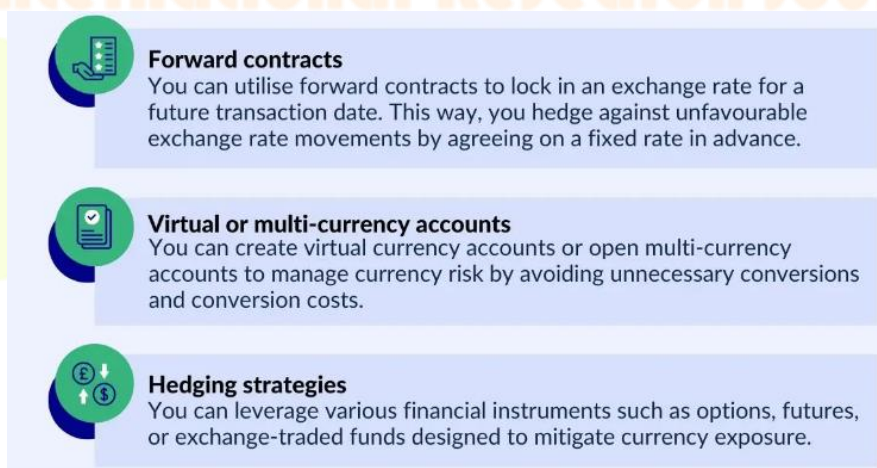 Forward contracts
You can utilise forward contracts to lock in an exchange rate for a
future transaction date. This way, you hedge against unfavourable
exchange rate movements by agreeing on a fixed rate in advance.
Virtual or multi-currency accounts
You can create virtual currency accounts or open multi-currency
accounts to manage currency risk by avoiding unnecessary conversions
and conversion costs.
£
$
Hedging strategies
You can leverage various financial instruments such as options, futures,
or exchange-traded funds designed to mitigate currency exposure.